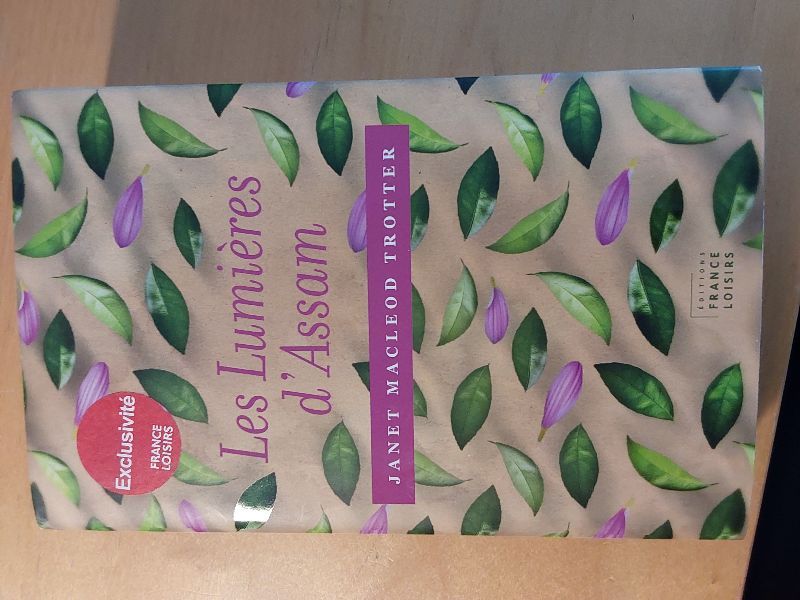 Exclusivité
FRANCE
LOISIRS
Les Lumières
d'Assam
JANET MACLEOD TROTTER
ÉDITIONS
FRANCE
LOISIRS